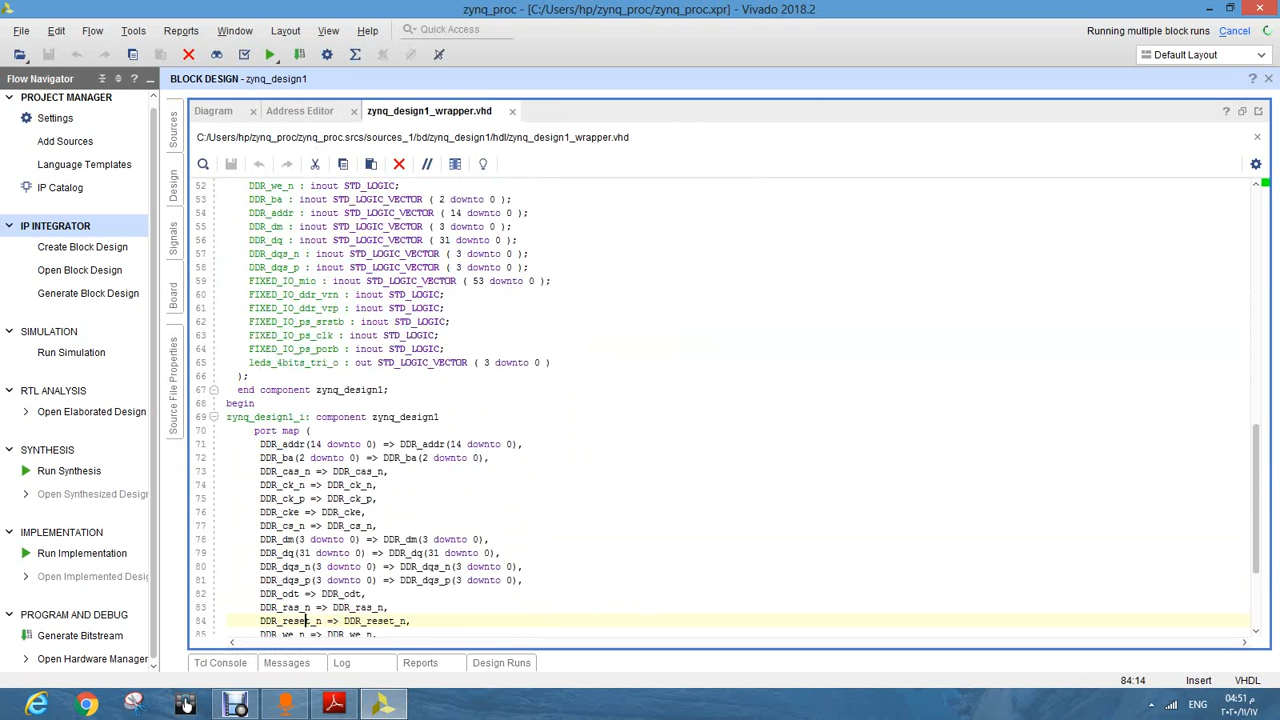 zynq_proc - [C:/Users/hp/zynq_proc/zynq_proc.xpr] - Vivado 2018.2
File Edit Flow Tools Reports Window Layout View Help Quick Access Running multiple block runs Cancel
Default Layout
Flow Navigator
BLOCK DESIGN - zynq_design1
PROJECT MANAGER
Settings
Add Sources
Language Templates
IP Catalog
IP INTEGRATOR
Create Block Design
Open Block Design
Generate Block Design
SIMULATION
Run Simulation
RTL ANALYSIS
Open Elaborated Design
SYNTHESIS
Run Synthesis
Open Synthesized Desigr
IMPLEMENTATION
Run Implementation
Open Implemented Desig
PROGRAM AND DEBUG
Generate Bitstream
Open Hardware Manager
Sources
Design
Signals
Board
Source File Properties
Diagram Address Editor zynq_design1_wrapper.vhd
C:/Users/hp/zynq_proc/zynq_proc.srcs/sources_1/bd/zynq_design1/hdl/zynq_design1_wrapper.vhd
52 DDR_we_n : inout STD_LOGIC;
53 DDR_ba : inout STD_LOGIC_VECTOR ( 2 downto 0 );
54 DDR_addr : inout STD_LOGIC_VECTOR ( 14 downto 0 );
55 DDR_dm : inout STD_LOGIC_VECTOR ( 3 downto 0 );
56 DDR_dq : inout STD_LOGIC_VECTOR ( 31 downto 0 );
57 DDR_dqs_n : inout STD_LOGIC_VECTOR ( 3 downto 0 );
58 DDR_dqs_p : inout STD_LOGIC_VECTOR ( 3 downto 0 );
59 FIXED_IO_mio : inout STD_LOGIC_VECTOR ( 53 downto 0 );
60 FIXED_IO_ddr_vrn : inout STD_LOGIC;
61 FIXED_IO_ddr_vrp : inout STD_LOGIC;
62 FIXED_IO_ps_srstb : inout STD_LOGIC;
63 FIXED_IO_ps_clk : inout STD_LOGIC;
64 FIXED_IO_ps_porb : inout STD_LOGIC;
65 leds_4bits_tri_o : out STD_LOGIC_VECTOR ( 3 downto 0 )
66 );
67 end component zynq_design1;
68 begin
69 zynq_design1_i: component zynq_design1
70 port map (
71 DDR_addr(14 downto 0) => DDR_addr(14 downto 0),
72 DDR_ba(2 downto 0) => DDR_ba(2 downto 0),
73 DDR_cas_n => DDR_cas_n,
74 DDR_ck_n => DDR_ck_n,
75 DDR_ck_p => DDR_ck_p,
76 DDR_cke => DDR_cke,
77 DDR_cs_n => DDR_cs_n,
78 DDR_dm(3 downto 0) => DDR_dm(3 downto 0),
79 DDR_dq(31 downto 0) => DDR_dq(31 downto 0),
80 DDR_dqs_n(3 downto 0) => DDR_dqs_n(3 downto 0),
81 DDR_dqs_p(3 downto 0) => DDR_dqs_p(3 downto 0),
82 DDR_odt => DDR_odt,
83 DDR_ras_n => DDR_ras_n,
84 DDR_reset_n => DDR_reset_n,
85 DDR_we_n => DDR_we_n,
Tcl Console Messages Log Reports Design Runs
84:14 Insert VHDL
ENG
04:51 م
٢٠٢٠/١١/١٧